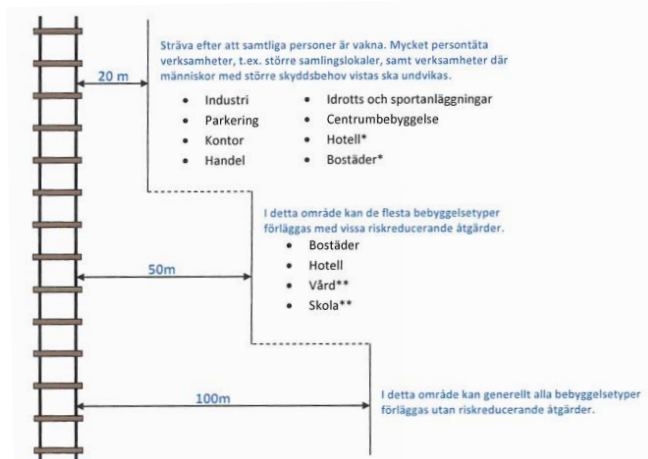 Sträva efter att samtliga personer är vakna. Mycket persontäta
verksamheter, t.ex. större samlingslokaler, samt verksamheter där
människor med större skyddsbehov vistas ska undvikas.
20 m
• Industri
• Parkering
• Kontor
• Handel
• Idrotts och sportanläggningar
• Centrumbebyggelse
• Hotell*
• Bostäder*
I detta område kan de flesta bebyggelsetyper
förläggas med vissa riskreducerande åtgärder.
• Bostäder
• Hotell
• Vård**
• Skola**
50m
100m
I detta område kan generellt alla bebyggelsetyper
förläggas utan riskreducerande åtgärder.